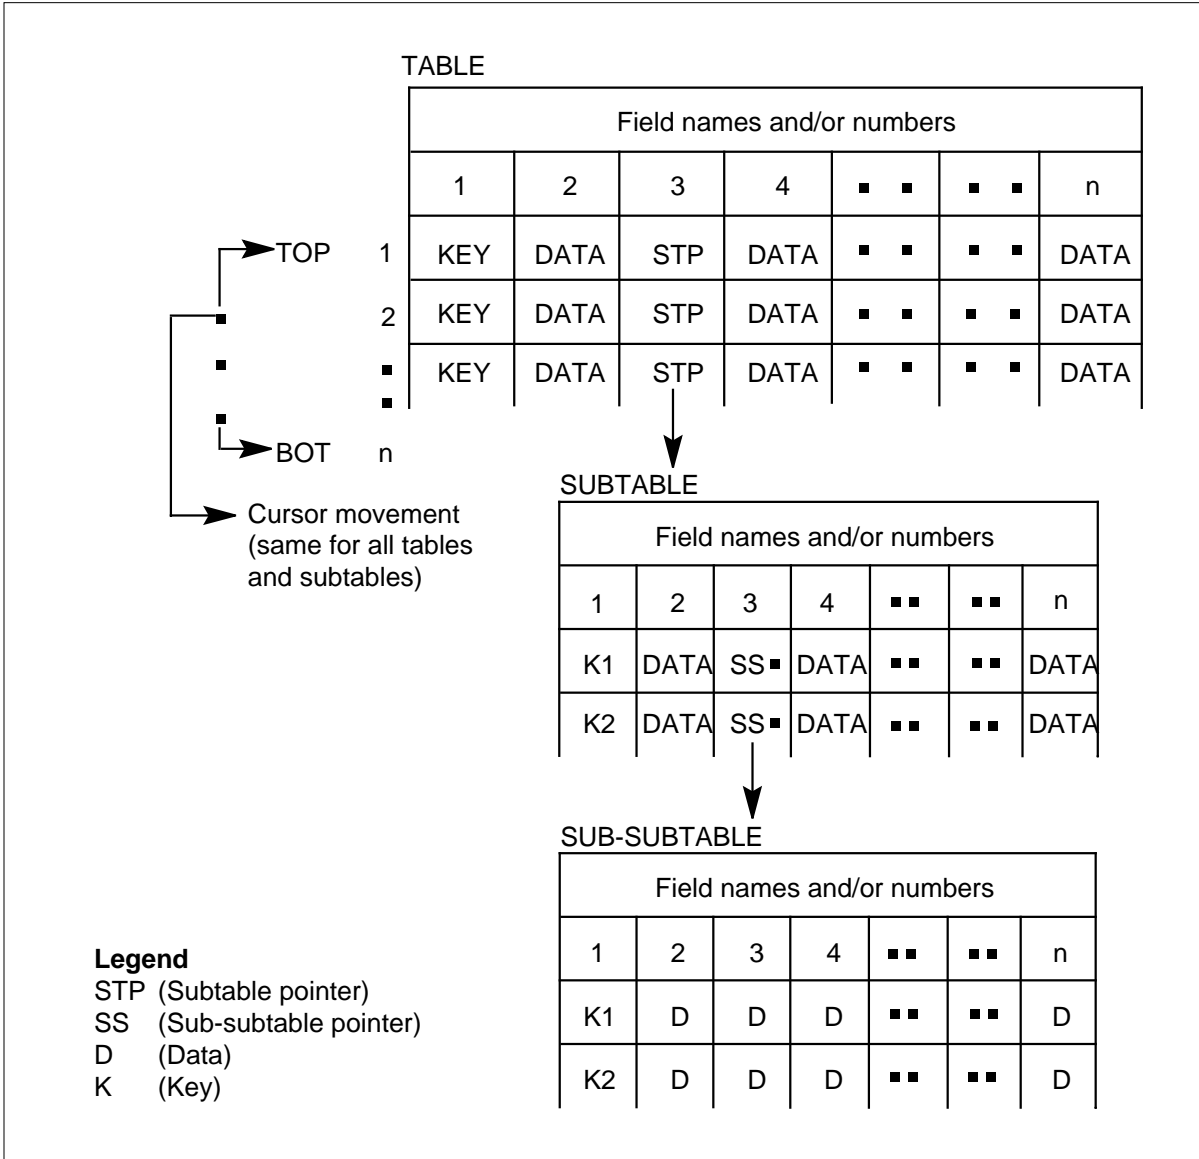 TABLE
Field names and/or numbers
1 2 3 4 ▪ ▪ ▪ ▪ n
TOP 1 KEY DATA STP DATA ▪ ▪ ▪ ▪ DATA
▪ 2 KEY DATA STP DATA ▪ ▪ ▪ ▪ DATA
▪ ▪ KEY DATA STP DATA ▪ ▪ ▪ ▪ DATA
▪ ▪
BOT n
Cursor movement
(same for all tables
and subtables)
SUBTABLE
Field names and/or numbers
1 2 3 4 ▪▪ ▪▪ n
K1 DATA SS▪ DATA ▪▪ ▪▪ DATA
K2 DATA SS▪ DATA ▪▪ ▪▪ DATA
SUB-SUBTABLE
Field names and/or numbers
1 2 3 4 ▪▪ ▪▪ n
K1 D D D ▪▪ ▪▪ D
K2 D D D ▪▪ ▪▪ D
Legend
STP (Subtable pointer)
SS (Sub-subtable pointer)
D (Data)
K (Key)